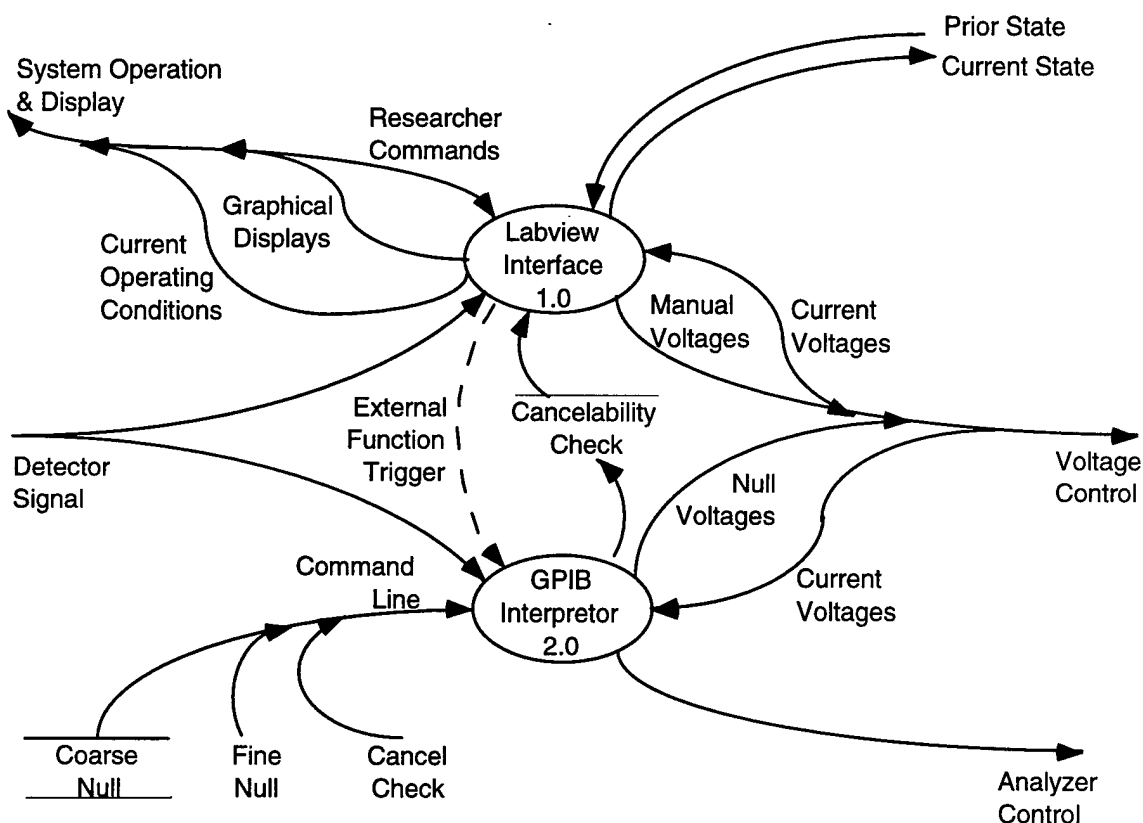 Prior State
Current State
System Operation
& Display
Researcher
Commands
Graphical
Displays
Current
Operating
Conditions
Labview
Interface
1.0
Manual
Voltages
Current
Voltages
External
Function
Trigger
Cancelability
Check
Detector
Signal
Voltage
Control
Null
Voltages
Command
Line
GPIB
Interpretor
2.0
Current
Voltages
Coarse
Null
Fine
Null
Cancel
Check
Analyzer
Control